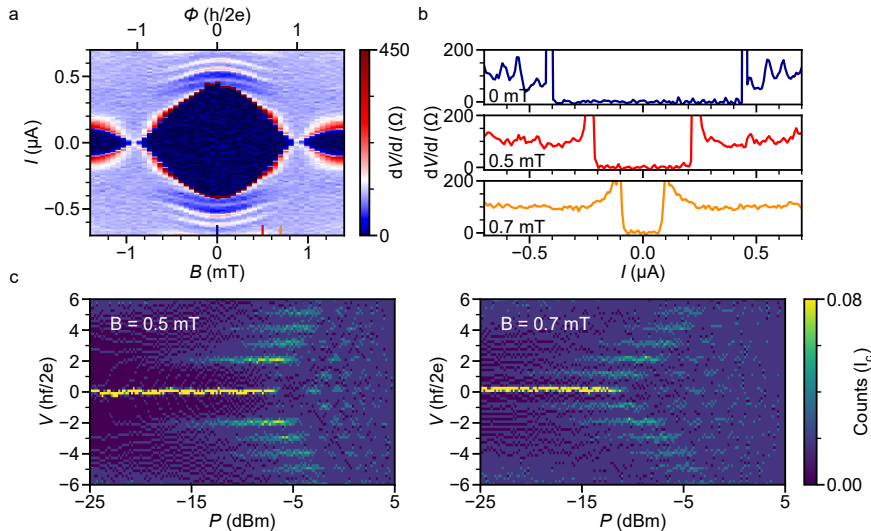 a
Φ (h/2e)
−1 0 1
0.5
0.0
−0.5
I (µA)
−1 0 1
B (mT)
450
0
dV/dI (Ω)
b
200
0
0 mT
200
0
0.5 mT
200
0
0.7 mT
dV/dI (Ω)
−0.5 0.0 0.5
I (µA)
c
6
4
2
0
−2
−4
−6
V (hf/2e)
B = 0.5 mT
−25 −15 −5 5
P (dBm)
6
4
2
0
−2
−4
−6
V (hf/2e)
B = 0.7 mT
−25 −15 −5 5
P (dBm)
0.08
0.00
Counts (I_c)